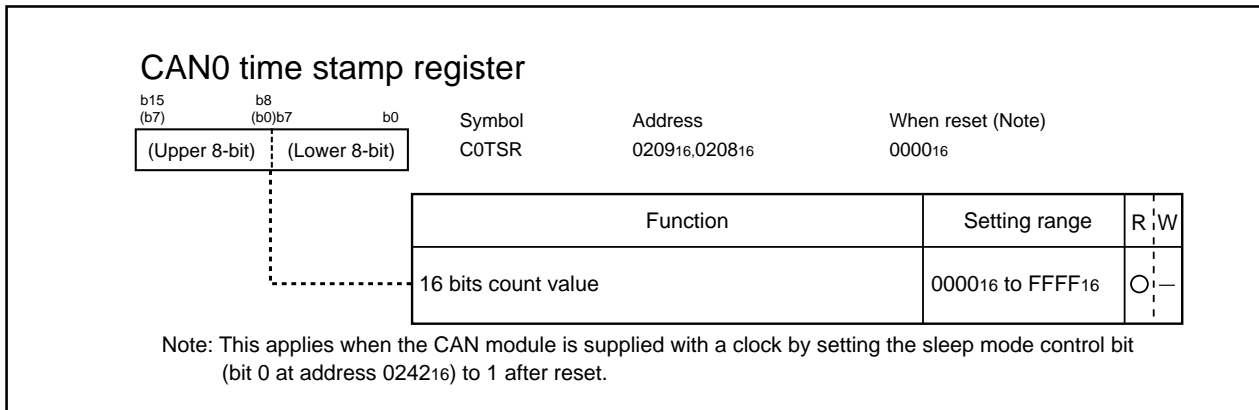 CAN0 time stamp register
b15 b8
(b7) (b0)b7 b0 Symbol Address When reset (Note)
(Upper 8-bit) (Lower 8-bit) C0TSR 020916,020816 000016
Function Setting range R W
16 bits count value 000016 to FFFF16 ○ —
Note: This applies when the CAN module is supplied with a clock by setting the sleep mode control bit
(bit 0 at address 024216) to 1 after reset.